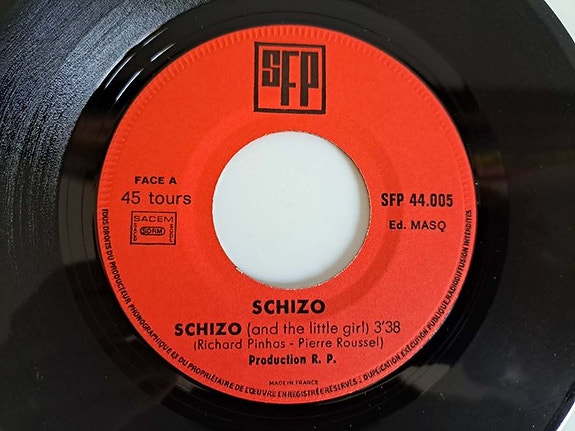 SFP
FACE A
45 tours
SACEM
SDRM
SFP 44.005
Ed. MASQ
SCHIZO
SCHIZO (and the little girl) 3'38
(Richard Pinhas - Pierre Roussel)
Production R. P.
MADE IN FRANCE
TOUS DROITS DU PRODUCTEUR PHONOGRAPHIQUE ET DU PROPRIÉTAIRE DE L'ŒUVRE ENREGISTRÉE RÉSERVÉS. DUPLICATION EXÉCUTION PUBLIQUE RADIODIFFUSION INTERDITES